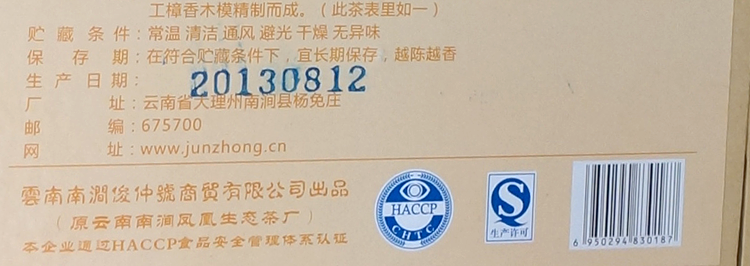 工樟香木模精制而成。（此茶表里如一）
贮藏条件：常温 清洁 通风 避光 干燥 无异味
保存期：在符合贮藏条件下，宜长期保存，越陈越香
生产日期：20130812
厂址：云南省大理州南涧县杨免庄
邮编：675700
网址：www.junzhong.cn
雲南南澗俊仲號商貿有限公司出品
（原云南南涧凤凰生态茶厂）
本企业通过HACCP食品安全管理体系认证
HACCP
CHTC
生产许可
6 950294 830187